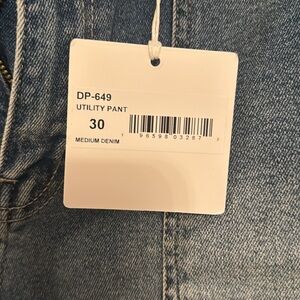 DP-649
UTILITY PANT
30
MEDIUM DENIM